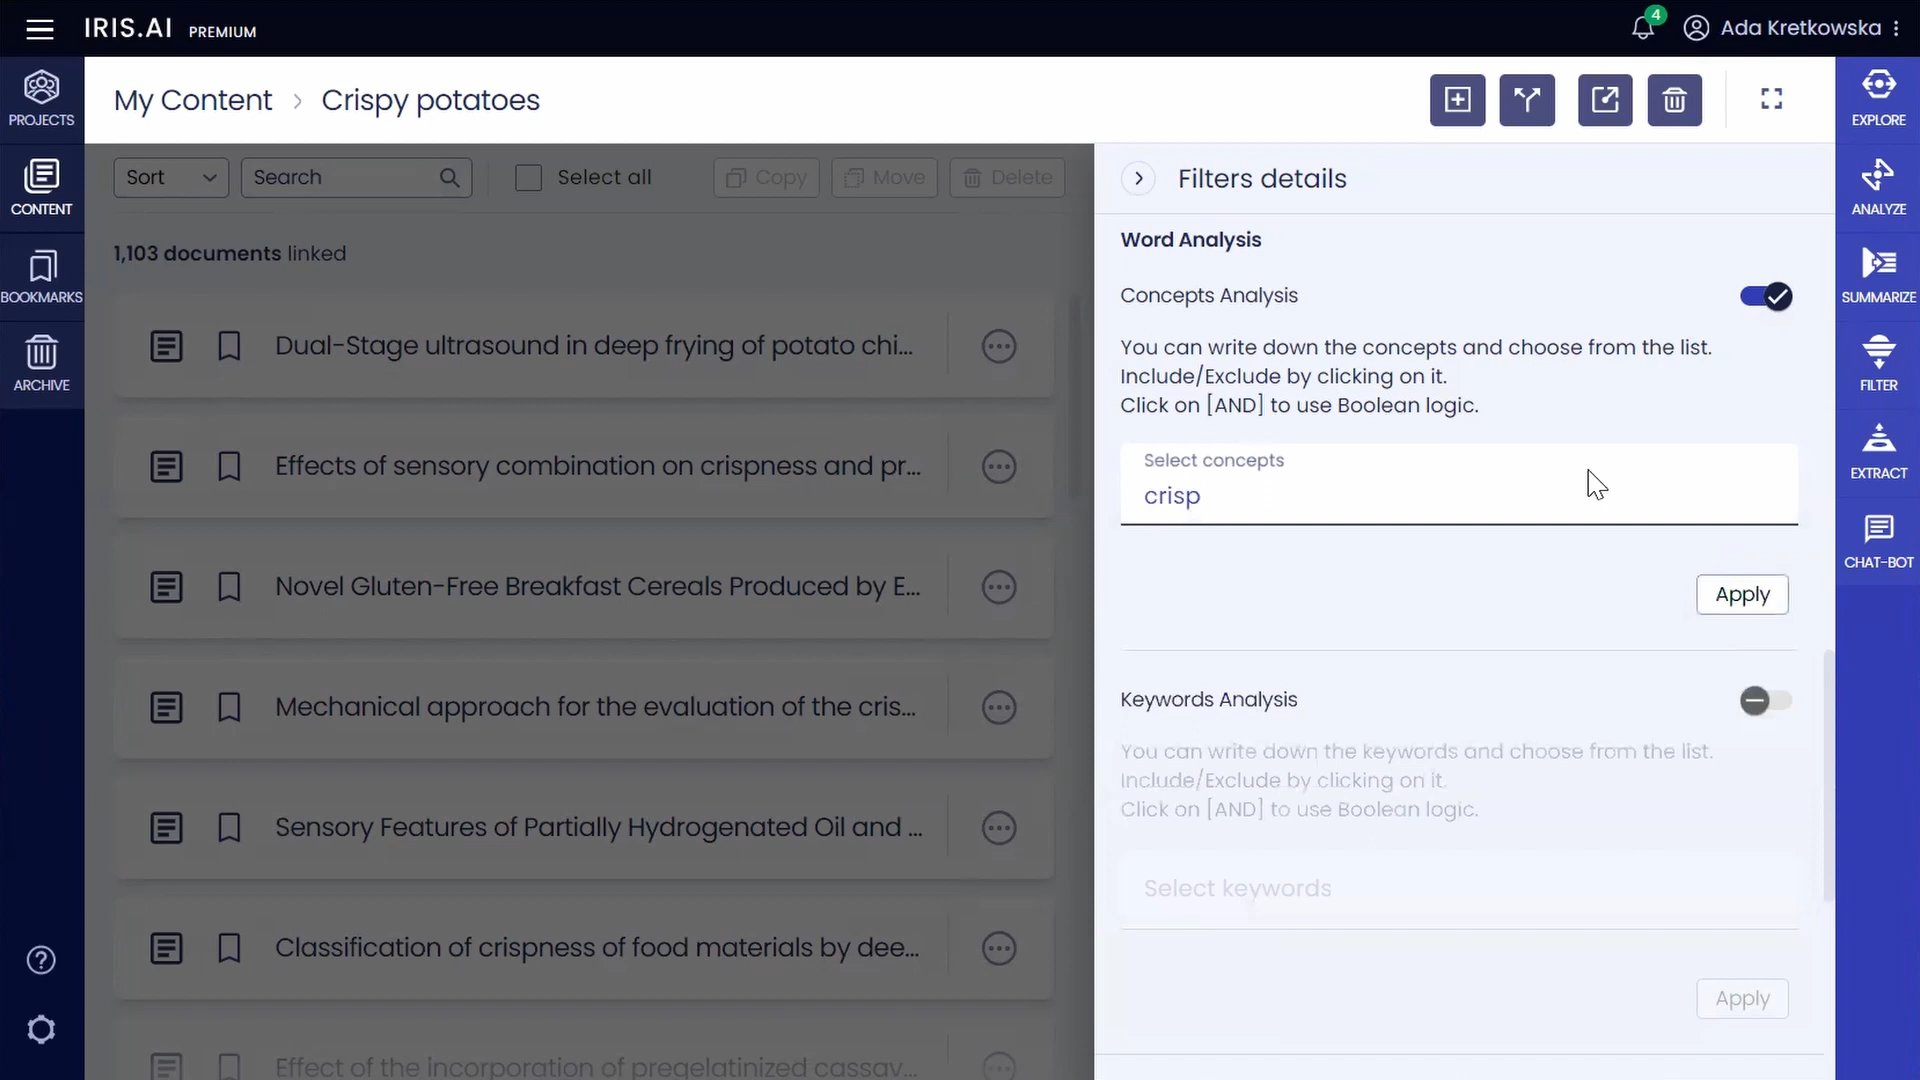 IRIS.AI PREMIUM
4
Ada Kretkowska
PROJECTS
CONTENT
BOOKMARKS
ARCHIVE
My Content > Crispy potatoes
Sort
Search
Select all
Copy
Move
Delete
1,103 documents linked
Dual-Stage ultrasound in deep frying of potato chi...
Effects of sensory combination on crispness and pr...
Novel Gluten-Free Breakfast Cereals Produced by E...
Mechanical approach for the evaluation of the cris...
Sensory Features of Partially Hydrogenated Oil and ...
Classification of crispness of food materials by dee...
Effect of the incorporation of pregelatinized cassav...
Filters details
Word Analysis
Concepts Analysis
You can write down the concepts and choose from the list.
Include/Exclude by clicking on it.
Click on [AND] to use Boolean logic.
Select concepts
crisp
Apply
Keywords Analysis
You can write down the keywords and choose from the list.
Include/Exclude by clicking on it.
Click on [AND] to use Boolean logic.
Select keywords
Apply
EXPLORE
ANALYZE
SUMMARIZE
FILTER
EXTRACT
CHAT-BOT